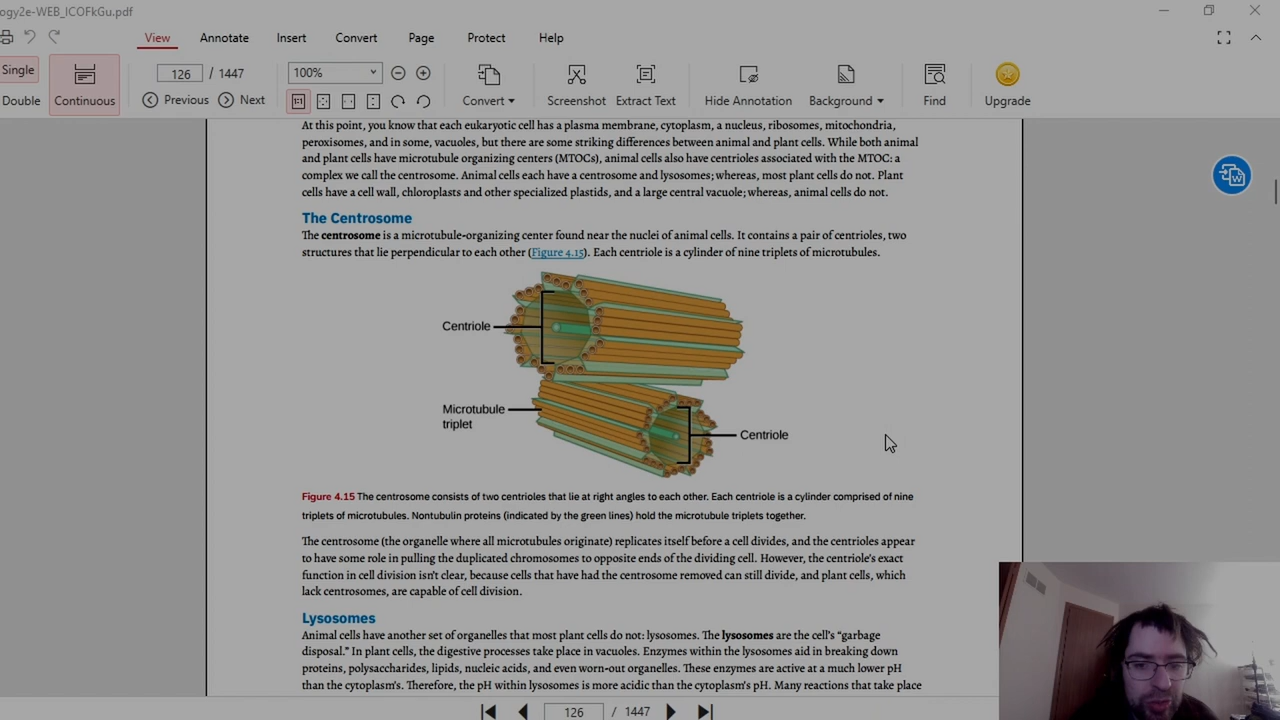 ogy2e-WEB_ICOFkGu.pdf
View Annotate Insert Convert Page Protect Help
Single
Double
Continuous
126 / 1447
Previous Next
100%
Convert
Screenshot
Extract Text
Hide Annotation
Background
Find
Upgrade
At this point, you know that each eukaryotic cell has a plasma membrane, cytoplasm, a nucleus, ribosomes, mitochondria,
peroxisomes, and in some, vacuoles, but there are some striking differences between animal and plant cells. While both animal
and plant cells have microtubule organizing centers (MTOCs), animal cells also have centrioles associated with the MTOC: a
complex we call the centrosome. Animal cells each have a centrosome and lysosomes; whereas, most plant cells do not. Plant
cells have a cell wall, chloroplasts and other specialized plastids, and a large central vacuole; whereas, animal cells do not.
The Centrosome
The centrosome is a microtubule-organizing center found near the nuclei of animal cells. It contains a pair of centrioles, two
structures that lie perpendicular to each other (Figure 4.15). Each centriole is a cylinder of nine triplets of microtubules.
Centriole
Microtubule
triplet
Centriole
Figure 4.15 The centrosome consists of two centrioles that lie at right angles to each other. Each centriole is a cylinder comprised of nine
triplets of microtubules. Nontubulin proteins (indicated by the green lines) hold the microtubule triplets together.
The centrosome (the organelle where all microtubules originate) replicates itself before a cell divides, and the centrioles appear
to have some role in pulling the duplicated chromosomes to opposite ends of the dividing cell. However, the centriole's exact
function in cell division isn't clear, because cells that have had the centrosome removed can still divide, and plant cells, which
lack centrosomes, are capable of cell division.
Lysosomes
Animal cells have another set of organelles that most plant cells do not: lysosomes. The lysosomes are the cell's “garbage
disposal.” In plant cells, the digestive processes take place in vacuoles. Enzymes within the lysosomes aid in breaking down
proteins, polysaccharides, lipids, nucleic acids, and even worn-out organelles. These enzymes are active at a much lower pH
than the cytoplasm's. Therefore, the pH within lysosomes is more acidic than the cytoplasm's pH. Many reactions that take place
126 / 1447